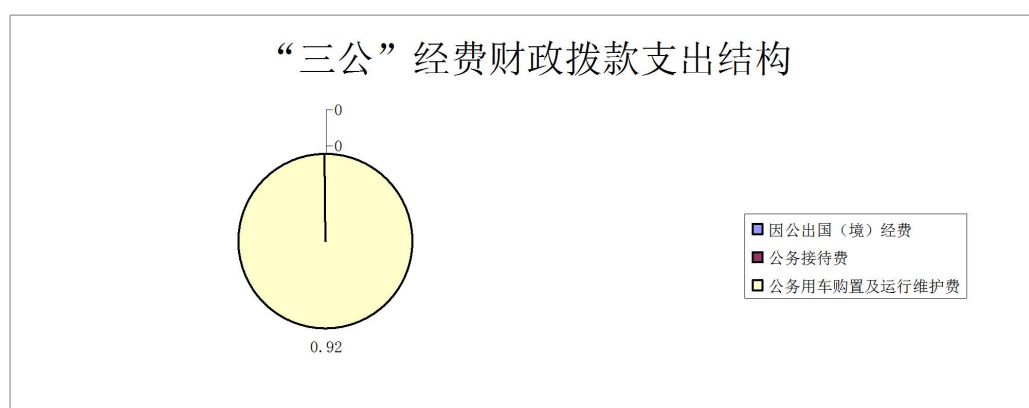 “三公”经费财政拨款支出结构
0
0
0.92
因公出国（境）经费
公务接待费
公务用车购置及运行维护费